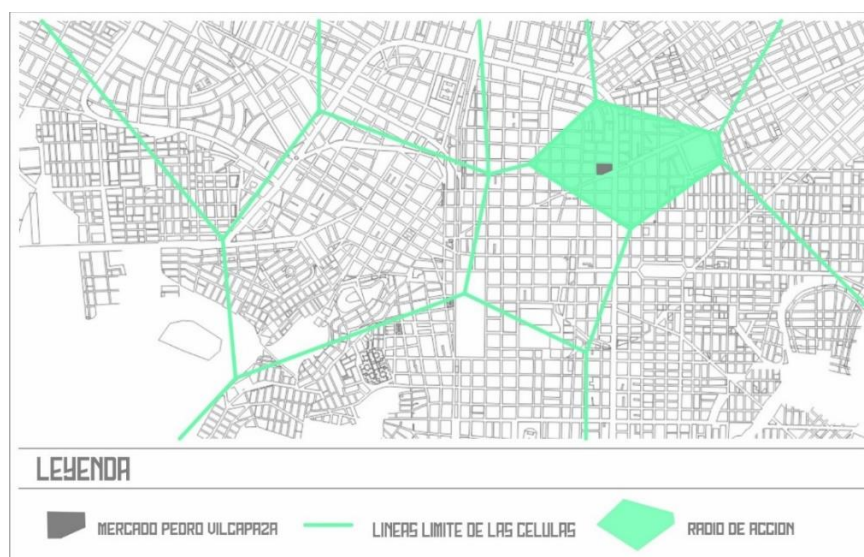 LEYENDA
MERCADO PEDRO VILCAPAZA
LINEAS LIMITE DE LAS CELULAS
RADIO DE ACCION